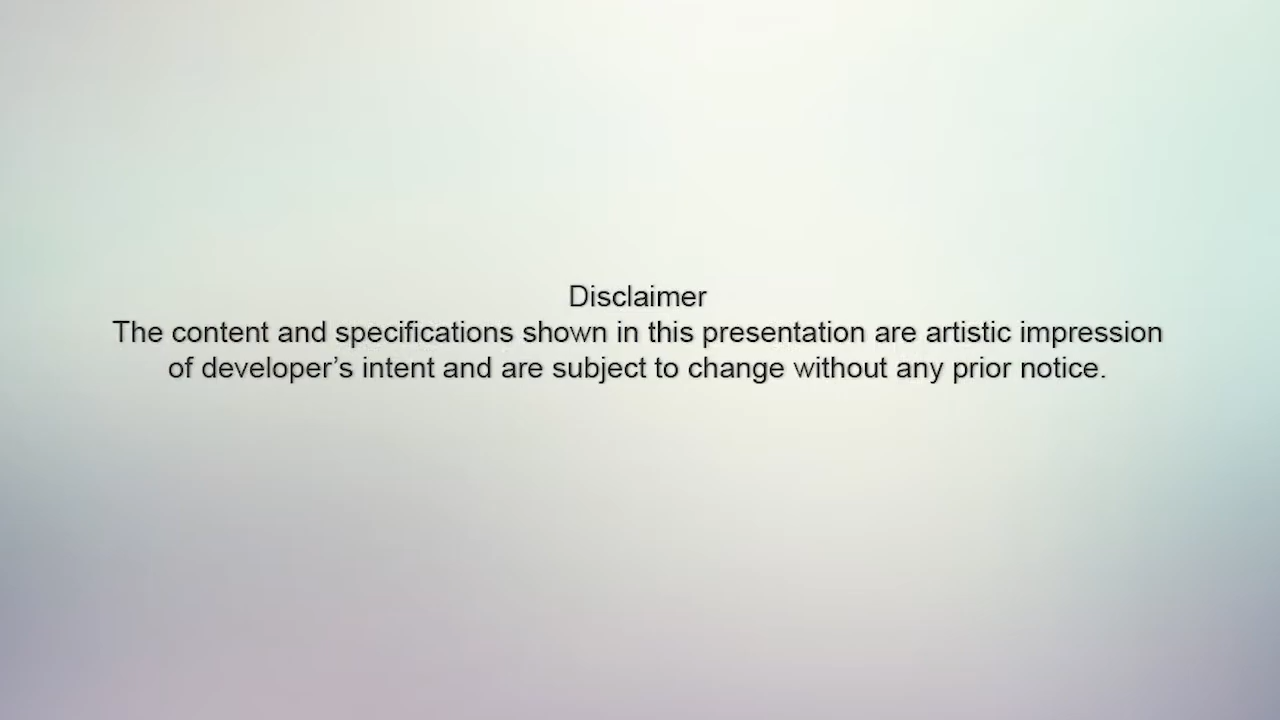 Disclaimer
The content and specifications shown in this presentation are artistic impression
of developer’s intent and are subject to change without any prior notice.